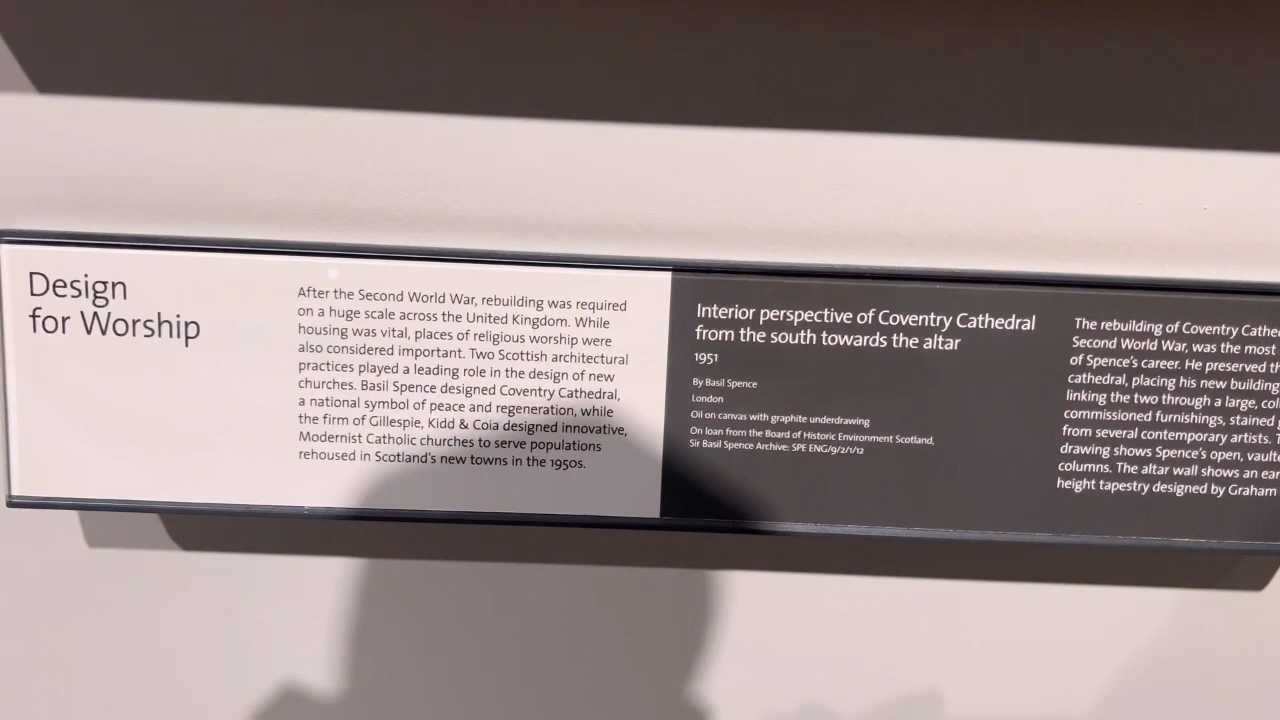 Design
for Worship
After the Second World War, rebuilding was required
on a huge scale across the United Kingdom. While
housing was vital, places of religious worship were
also considered important. Two Scottish architectural
practices played a leading role in the design of new
churches. Basil Spence designed Coventry Cathedral,
a national symbol of peace and regeneration, while
the firm of Gillespie, Kidd & Coia designed innovative,
Modernist Catholic churches to serve populations
rehoused in Scotland's new towns in the 1950s.
Interior perspective of Coventry Cathedral
from the south towards the altar
1951
By Basil Spence
London
Oil on canvas with graphite underdrawing
On loan from the Board of Historic Environment Scotland,
Sir Basil Spence Archive: SPE ENG/9/2/1/12
The rebuilding of Coventry
Second World War, was the most
of Spence's career. He preserved
cathedral, placing his new building
linking the two through a large,
commissioned furnishings, stained
from several contemporary artists.
drawing shows Spence's open,
columns. The altar wall shows an
height tapestry designed by Graham